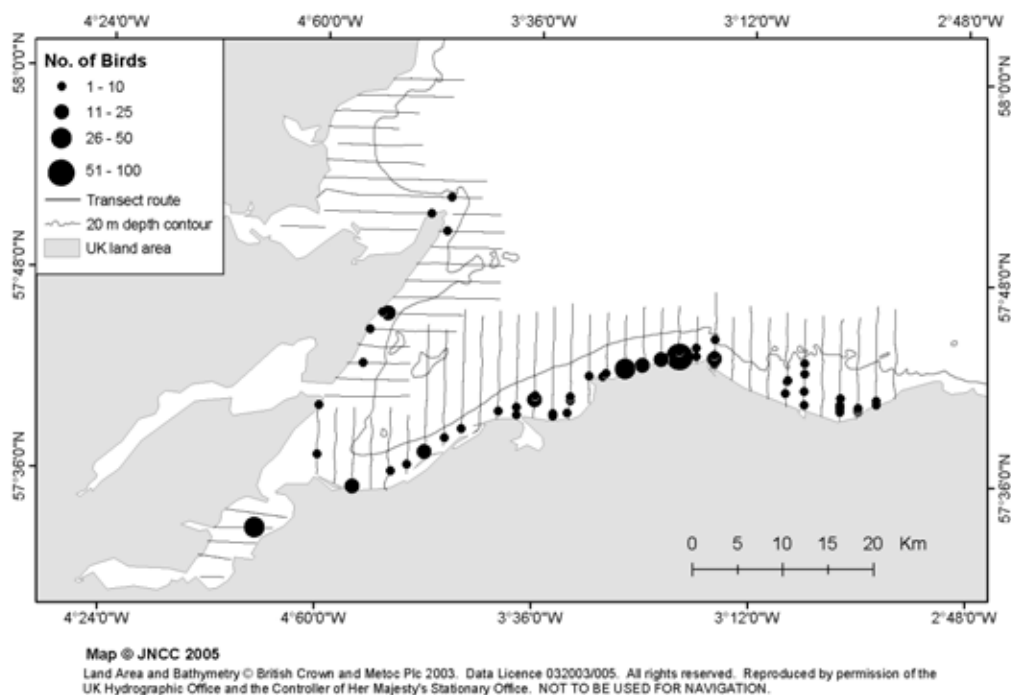 4°24'0"W 4°60'0"W 3°36'0"W 3°12'0"W 2°48'0"W
58°0'0"N
58°0'0"N
No. of Birds
1 - 10
11 - 25
26 - 50
51 - 100
Transect route
20 m depth contour
UK land area
57°48'0"N
57°48'0"N
57°36'0"N
57°36'0"N
0 5 10 15 20 Km
4°24'0"W 4°60'0"W 3°36'0"W 3°12'0"W 2°48'0"W
Map © JNCC 2005
Land Area and Bathymetry © British Crown and Metoc Plc 2003. Data Licence 032003/005. All rights reserved. Reproduced by permission of the
UK Hydrographic Office and the Controller of Her Majesty's Stationary Office. NOT TO BE USED FOR NAVIGATION.